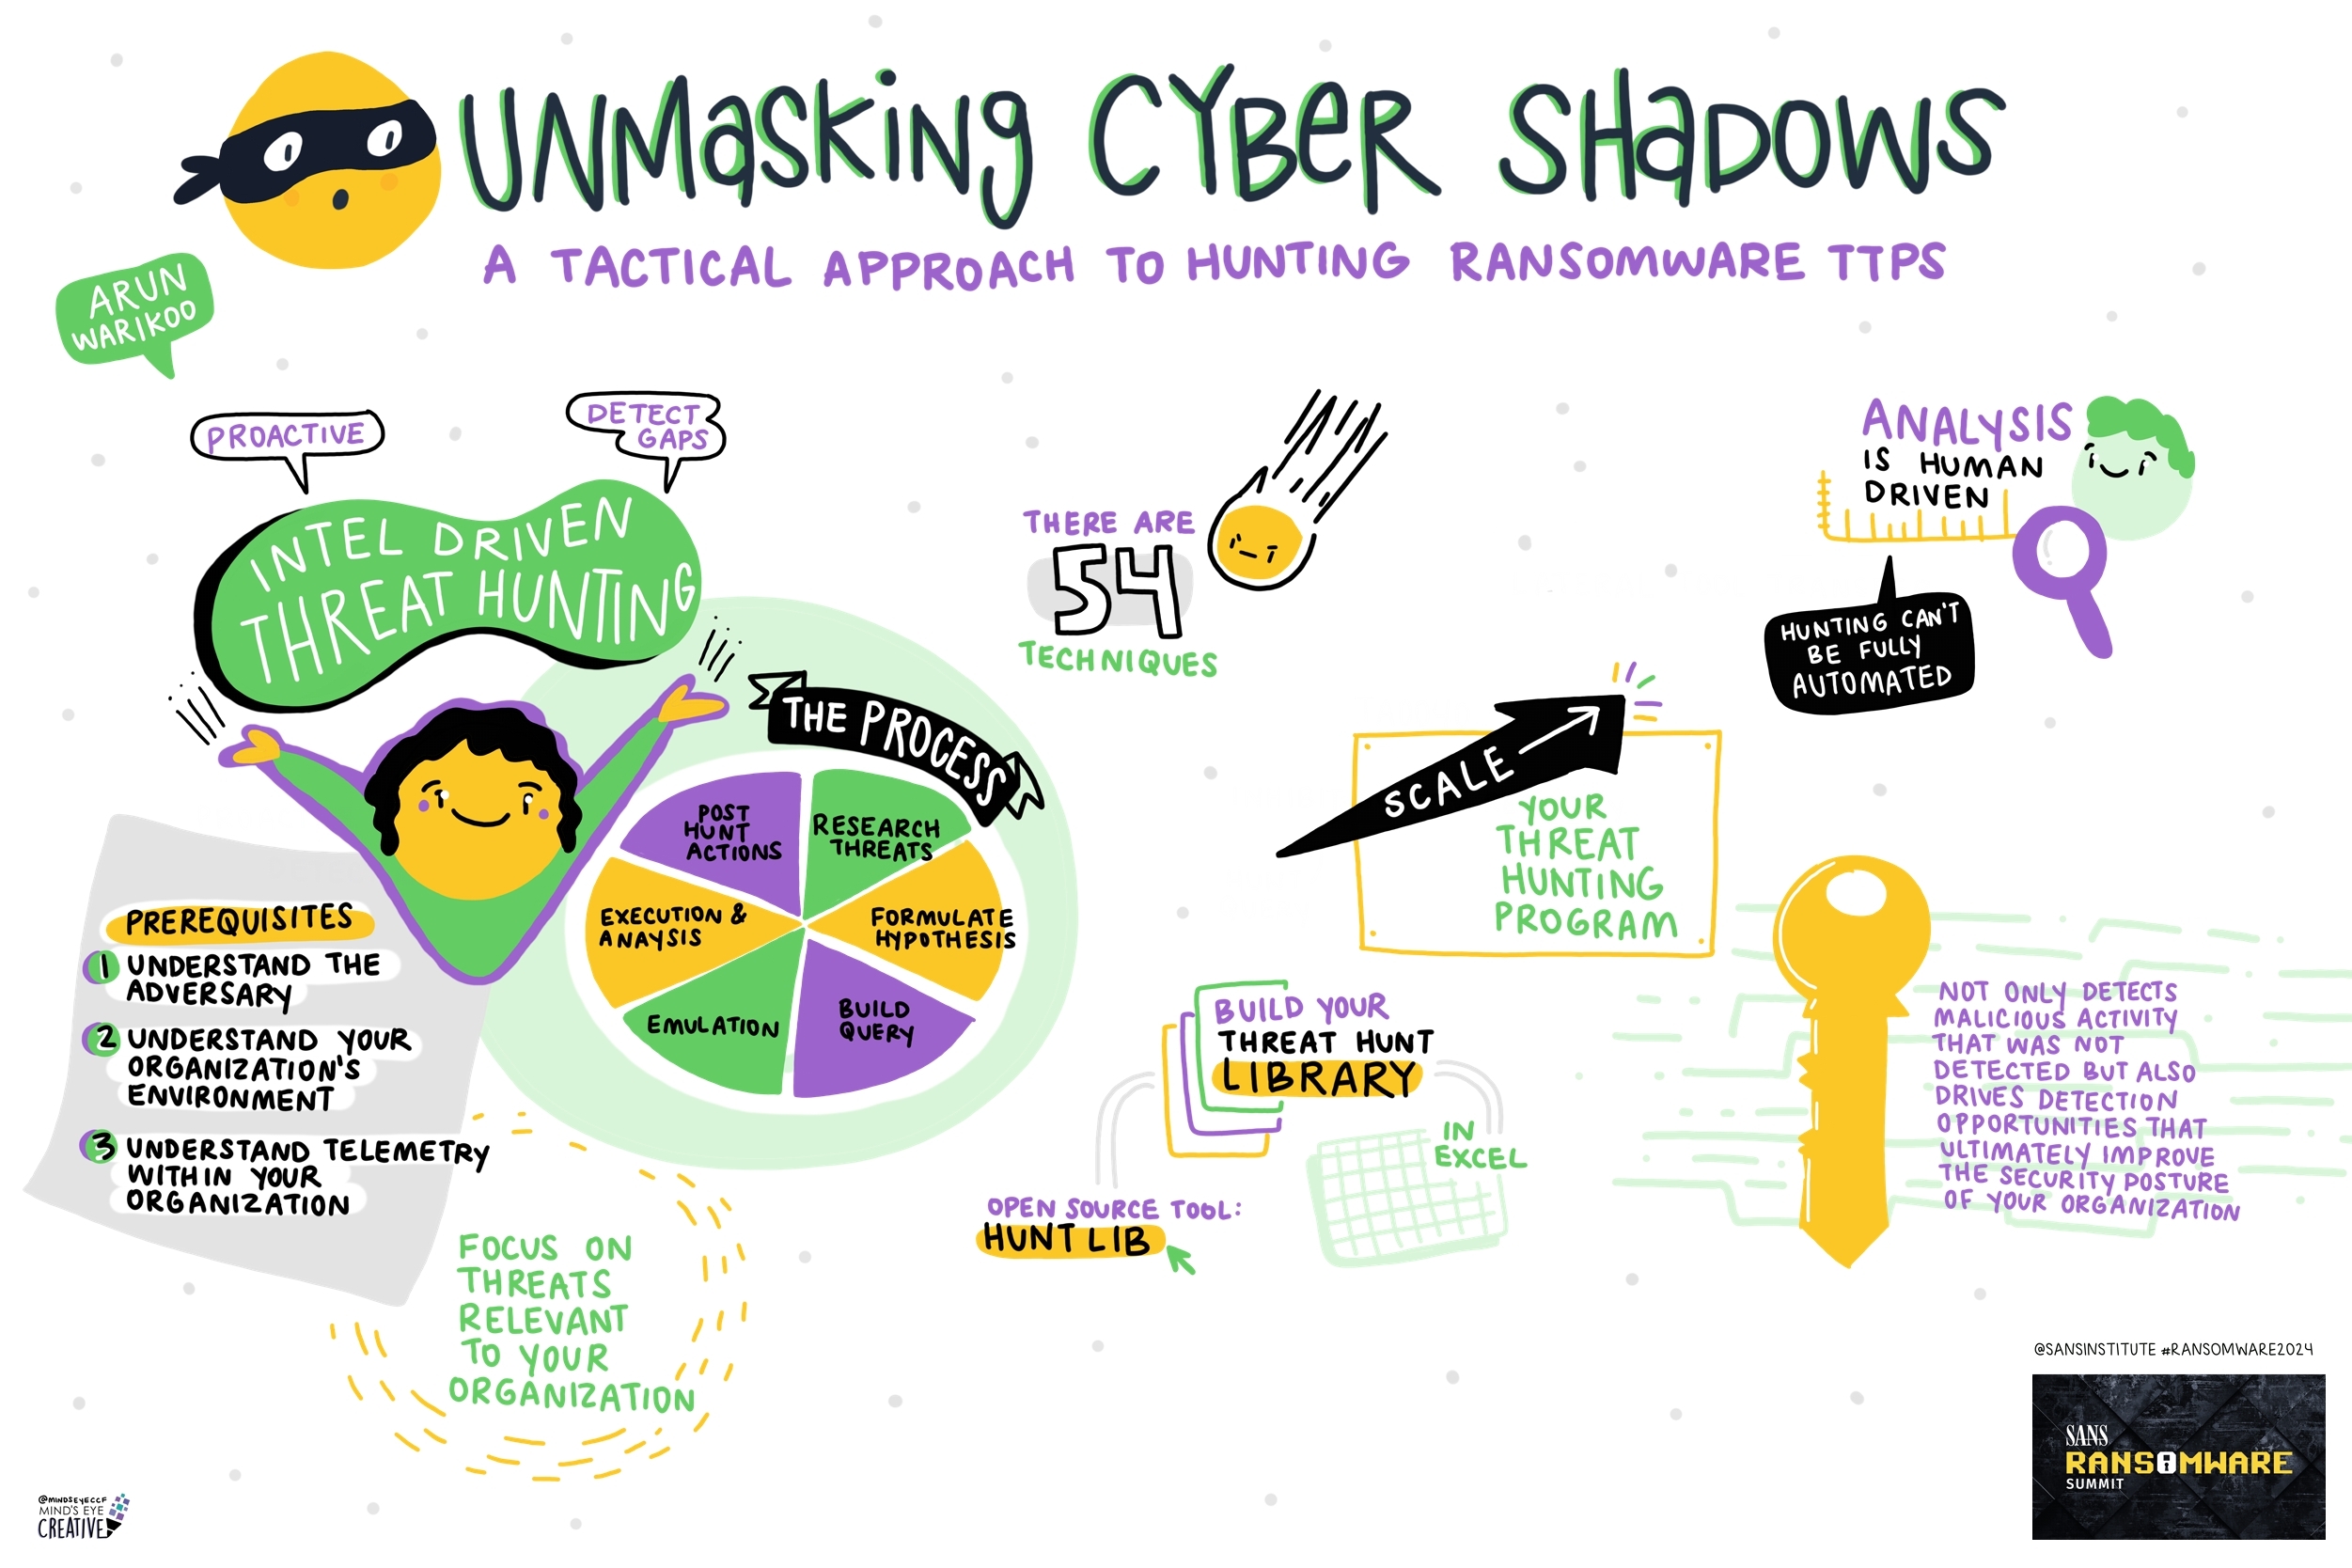 UNMASKING CYBER SHADOWS
A TACTICAL APPROACH TO HUNTING RANSOMWARE TTPS
ARUN
WARIKOO
PROACTIVE
DETECT
GAPS
INTEL DRIVEN
THREAT HUNTING
THE PROCESS
RESEARCH
THREATS
FORMULATE
HYPOTHESIS
BUILD
QUERY
EMULATION
EXECUTION &
ANAYSIS
POST
HUNT
ACTIONS
PREREQUISITES
1 UNDERSTAND THE
ADVERSARY
2 UNDERSTAND YOUR
ORGANIZATION'S
ENVIRONMENT
3 UNDERSTAND TELEMETRY
WITHIN YOUR
ORGANIZATION
FOCUS ON
THREATS
RELEVANT
TO YOUR
ORGANIZATION
THERE ARE
54
TECHNIQUES
SCALE
YOUR
THREAT
HUNTING
PROGRAM
BUILD YOUR
THREAT HUNT
LIBRARY
IN
EXCEL
OPEN SOURCE TOOL:
HUNT LIB
ANALYSIS
IS HUMAN
DRIVEN
HUNTING CAN'T
BE FULLY
AUTOMATED
NOT ONLY DETECTS
MALICIOUS ACTIVITY
THAT WAS NOT
DETECTED BUT ALSO
DRIVES DETECTION
OPPORTUNITIES THAT
ULTIMATELY IMPROVE
THE SECURITY POSTURE
OF YOUR ORGANIZATION
@SANSINSTITUTE #RANSOMWARE2024
SANS
RANSOMWARE
SUMMIT
@MINDSEYECCF
MIND'S EYE
CREATIVE